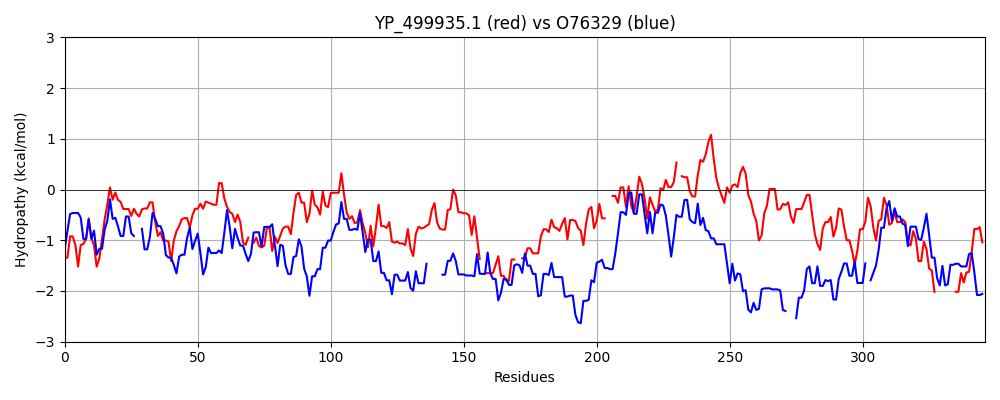 YP_499935.1 (red) vs O76329 (blue)
Hydropathy (kcal/mol)
3
2
1
0
−1
−2
−3
0 50 100 150 200 250 300
Residues